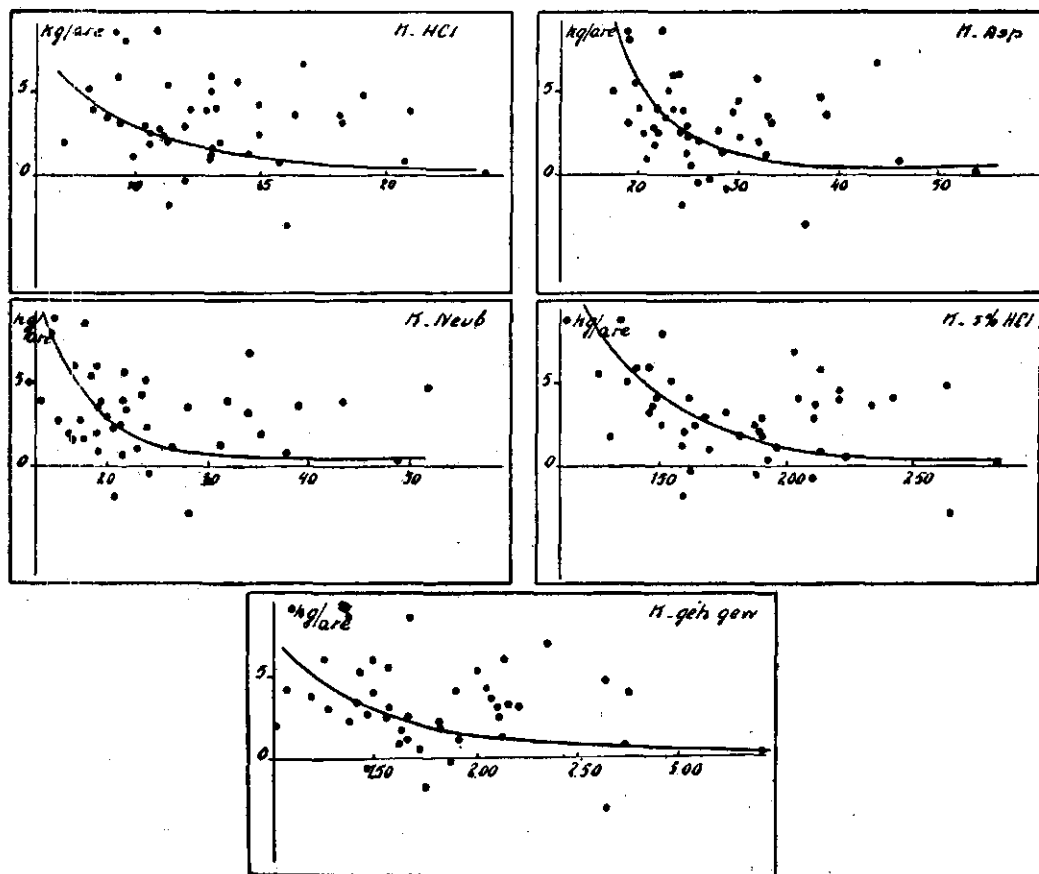 kg/are K. HCl
5
0
10 15 20
kg/are K. Asp
5
0
20 30 40 50
kg/are K. Neub
5
0
20 30 40 50
kg/are K. 5% HCl
5
0
150 200 250
kg/are K. geh. gew
5
0
1.50 2.00 2.50 3.00